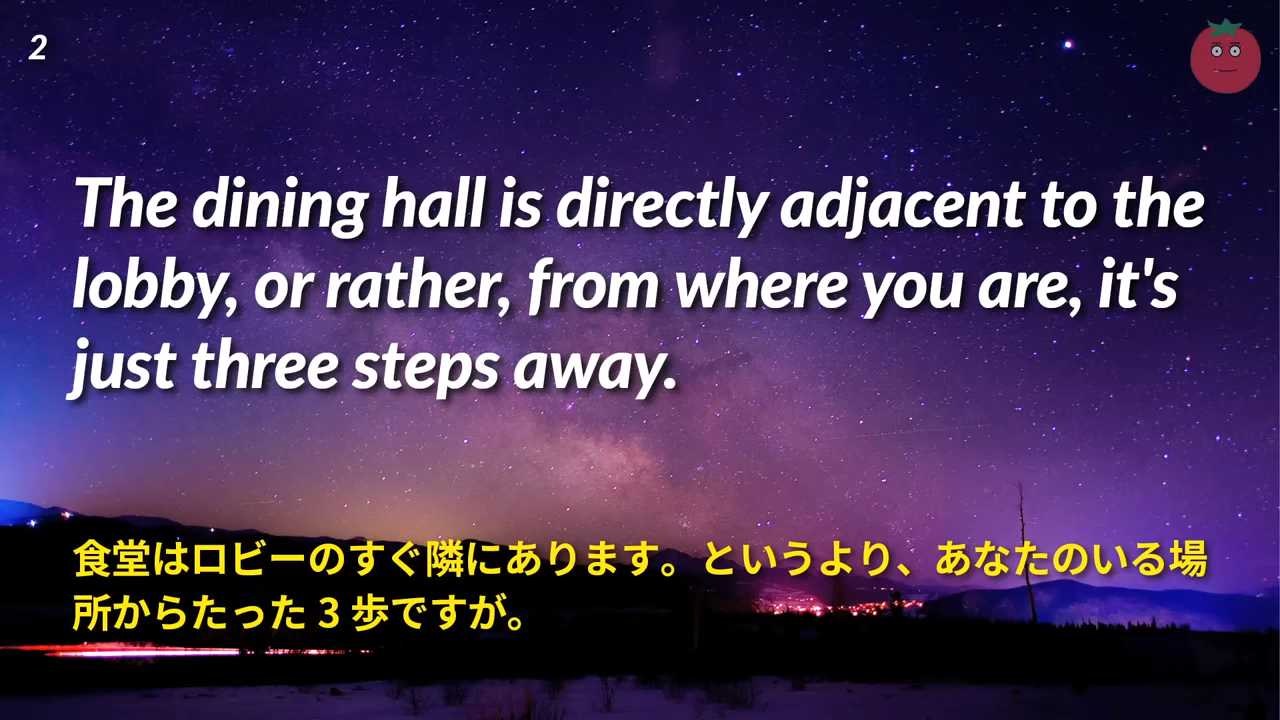 2
The dining hall is directly adjacent to the
lobby, or rather, from where you are, it's
just three steps away.
食堂はロビーのすぐ隣にあります。というより、あなたのいる場
所からたった 3 歩ですが。